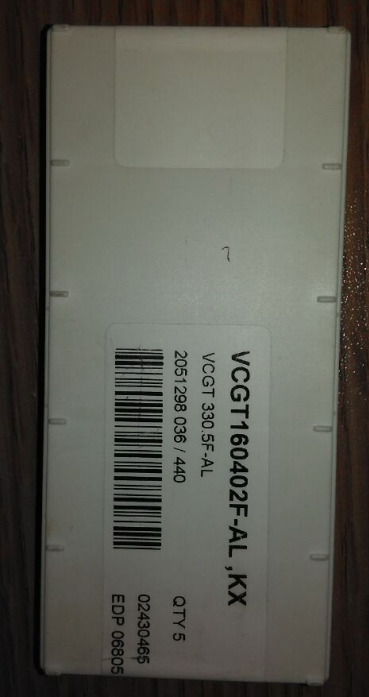 VCGT160402F-AL ,KX
VCGT 330.5F-AL
2051298 036 / 440 QTY 5
02430465
EDP 06805